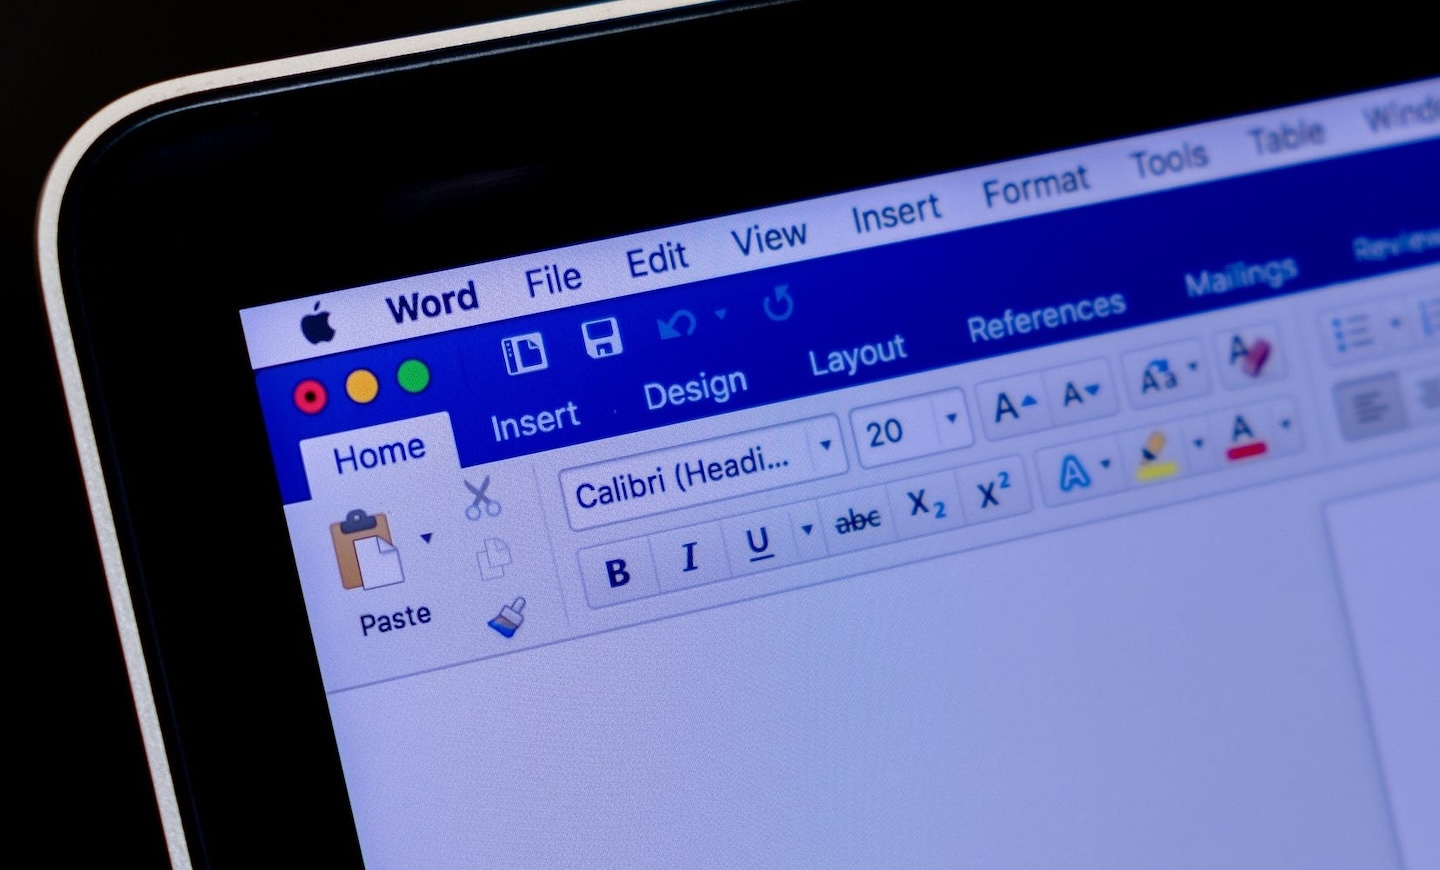 Word File Edit View Insert Format Tools Table
Home Insert Design Layout References Mailings
Calibri (Headi... 20 A A Aa A
Paste B I U abc X₂ X² A A